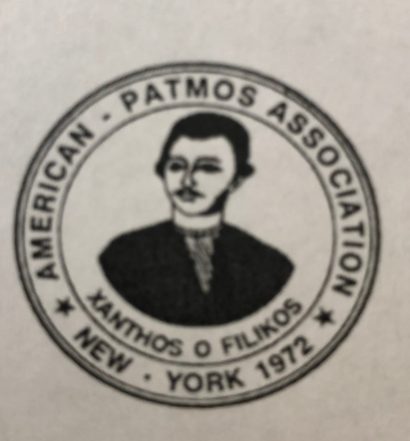 AMERICAN - PATMOS ASSOCIATION
XANTHOS O FILIKOS
★ NEW · YORK 1972 ★